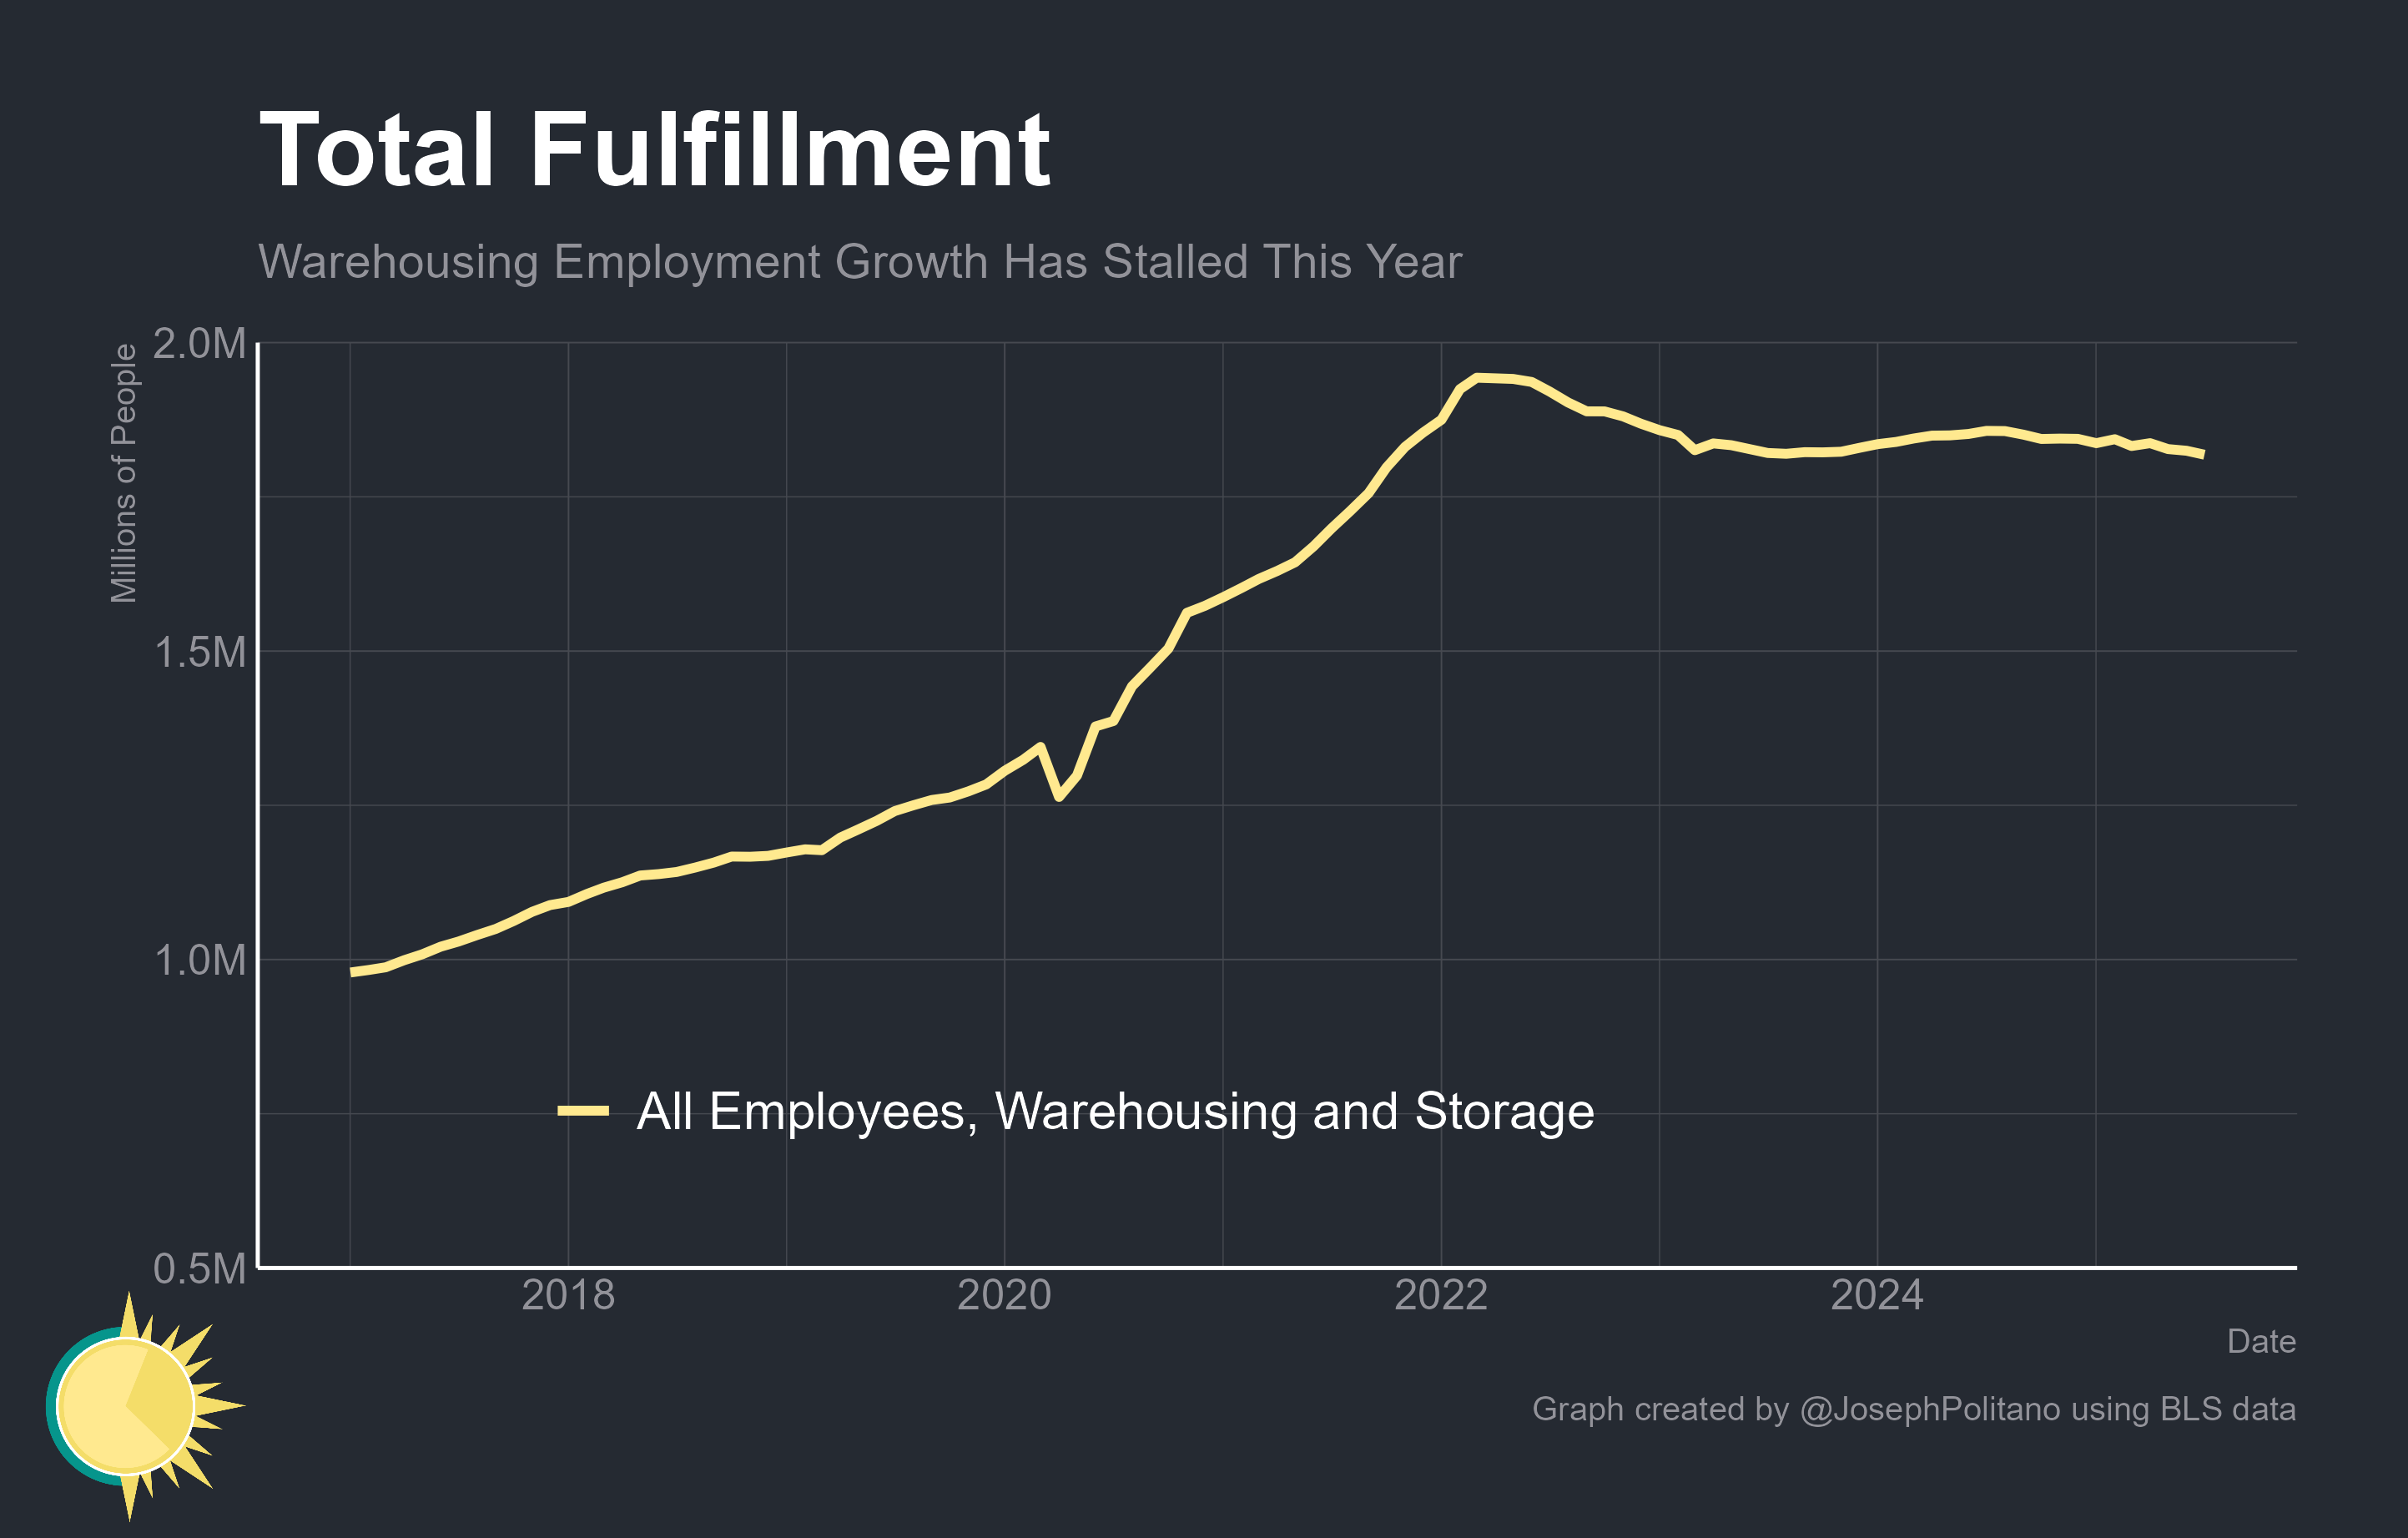 Total Fulfillment
Warehousing Employment Growth Has Stalled This Year
Millions of People
2.0M
1.5M
1.0M
0.5M
All Employees, Warehousing and Storage
2018 2020 2022 2024
Date
Graph created by @JosephPolitano using BLS data